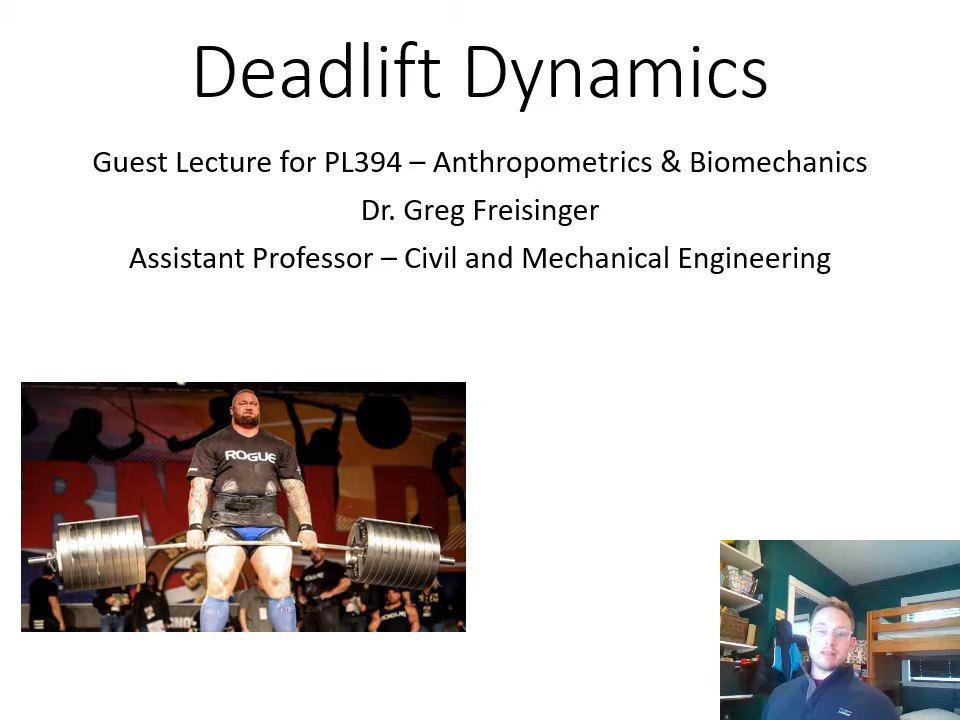 Deadlift Dynamics
Guest Lecture for PL394 – Anthropometrics & Biomechanics
Dr. Greg Freisinger
Assistant Professor – Civil and Mechanical Engineering
ROGUE